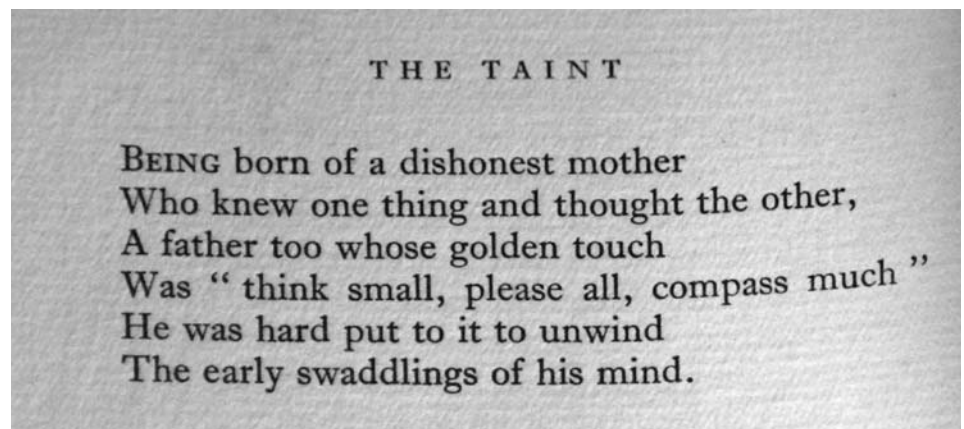 THE TAINT
BEING born of a dishonest mother
Who knew one thing and thought the other,
A father too whose golden touch
Was “ think small, please all, compass much ”
He was hard put to it to unwind
The early swaddlings of his mind.